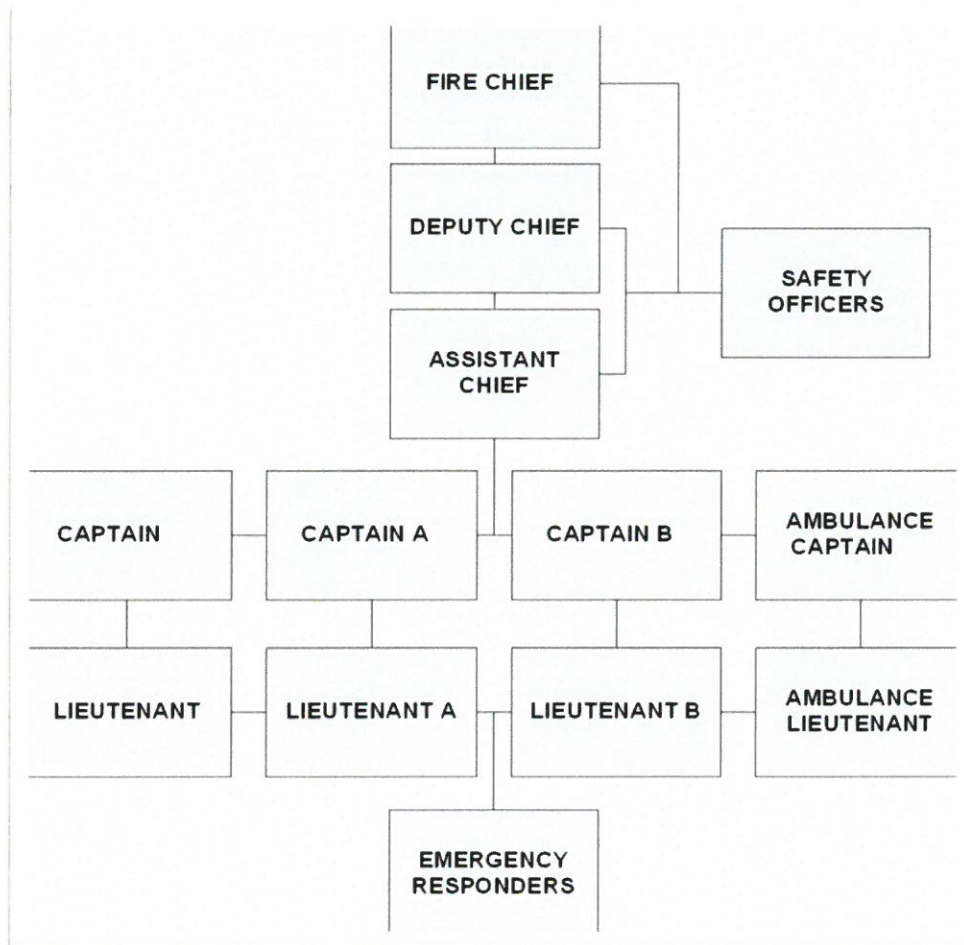 FIRE CHIEF
DEPUTY CHIEF
SAFETY
OFFICERS
ASSISTANT
CHIEF
CAPTAIN
CAPTAIN A
CAPTAIN B
AMBULANCE
CAPTAIN
LIEUTENANT
LIEUTENANT A
LIEUTENANT B
AMBULANCE
LIEUTENANT
EMERGENCY
RESPONDERS